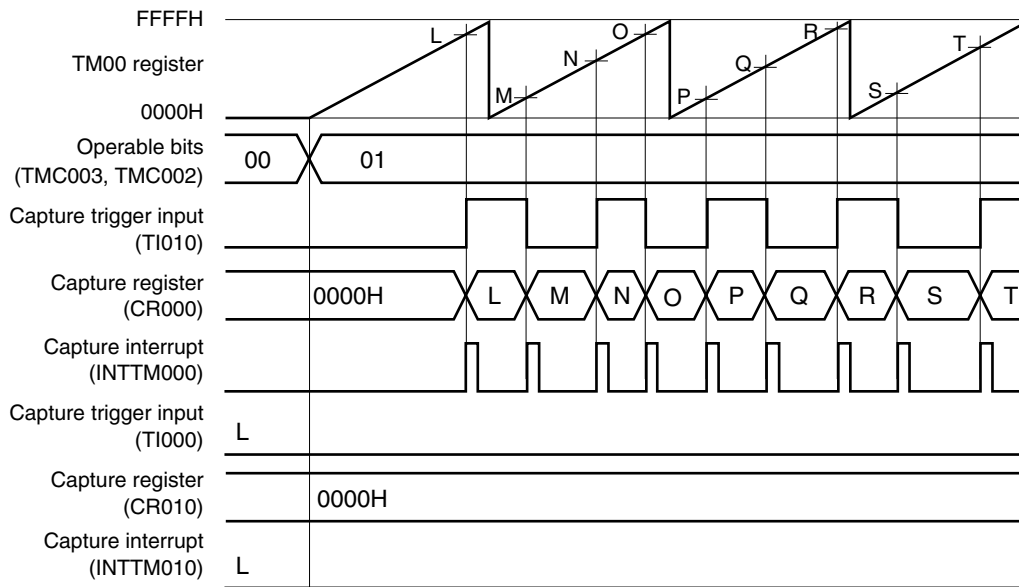 FFFFH
TM00 register
0000H
L M N O P Q R S T
Operable bits
(TMC003, TMC002)
00 01
Capture trigger input
(TI010)
Capture register
(CR000)
0000H L M N O P Q R S T
Capture interrupt
(INTTM000)
Capture trigger input
(TI000)
L
Capture register
(CR010)
0000H
Capture interrupt
(INTTM010)
L